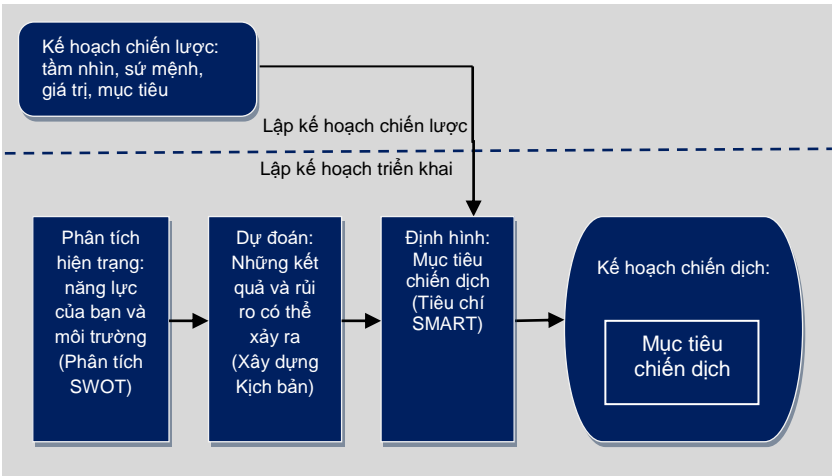 Kế hoạch chiến lược:
tầm nhìn, sứ mệnh,
giá trị, mục tiêu
Lập kế hoạch chiến lược
Lập kế hoạch triển khai
Phân tích
hiện trạng:
năng lực
của bạn và
môi trường
(Phân tích
SWOT)
Dự đoán:
Những kết
quả và rủi
ro có thể
xảy ra
(Xây dựng
Kịch bản)
Định hình:
Mục tiêu
chiến dịch
(Tiêu chí
SMART)
Kế hoạch chiến dịch:
Mục tiêu
chiến dịch